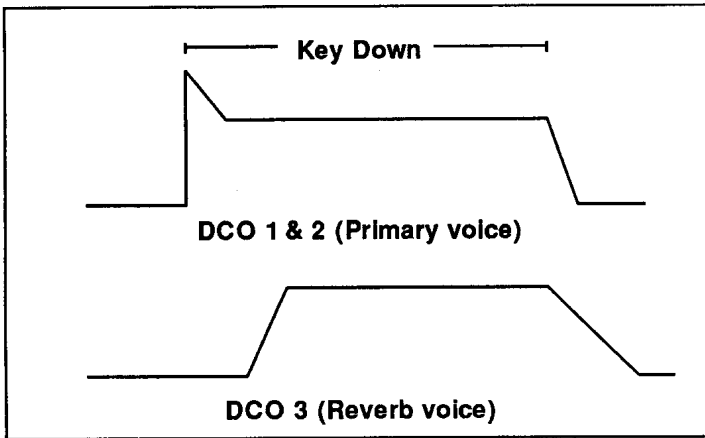 Key Down
DCO 1 & 2 (Primary voice)
DCO 3 (Reverb voice)